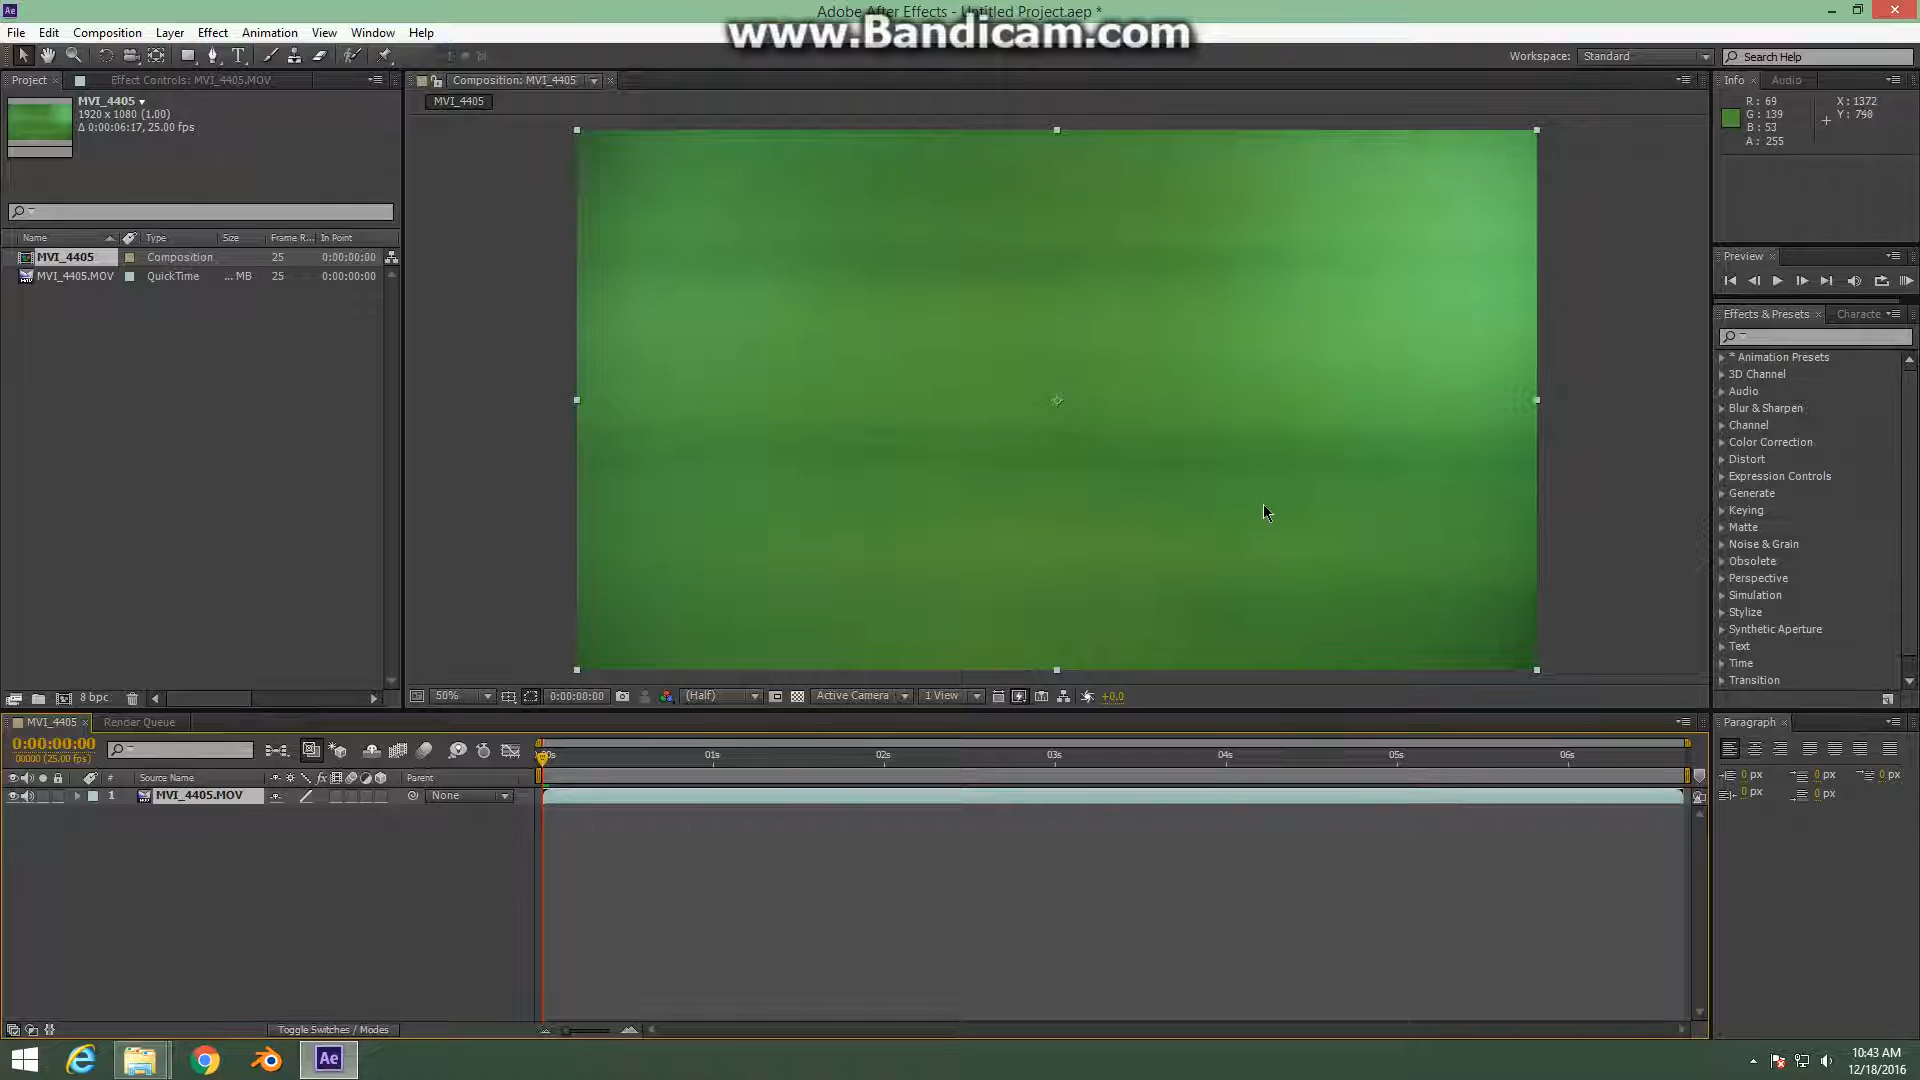 Adobe After Effects - Untitled Project.aep *
www.Bandicam.com
File Edit Composition Layer Effect Animation View Window Help
Workspace: Standard Search Help
Project Effect Controls: MVI_4405.MOV
Composition: MVI_4405
Info Audio
MVI_4405
1920 x 1080 (1.00)
Δ 0:00:06:17, 25.00 fps
MVI_4405
R: 69
G: 139
B: 53
A: 255
X: 1372
Y: 798
Name Type Size Frame R... In Point
MVI_4405 Composition 25 0:00:00:00
MVI_4405.MOV QuickTime ... MB 25 0:00:00:00
Preview
Effects & Presets Characte
* Animation Presets
3D Channel
Audio
Blur & Sharpen
Channel
Color Correction
Distort
Expression Controls
Generate
Keying
Matte
Noise & Grain
Obsolete
Perspective
Simulation
Stylize
Synthetic Aperture
Text
Time
Transition
8 bpc
50% 0:00:00:00 (Half) Active Camera 1 View +0.0
MVI_4405 Render Queue
0:00:00:00
00000 (25.00 fps)
01s 02s 03s 04s 05s 06s
# Source Name fx Parent
1 MVI_4405.MOV None
Toggle Switches / Modes
Paragraph
0 px 0 px 0 px
0 px 0 px
Ae
10:43 AM
12/18/2016